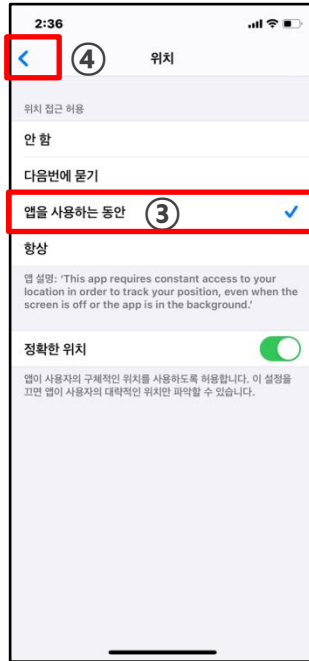 2:36
④ 위치
위치 접근 허용
안 함
다음번에 묻기
앱을 사용하는 동안 ③
항상
앱 설명: ‘This app requires constant access to your
location in order to track your position, even when the
screen is off or the app is in the background.’
정확한 위치
앱이 사용자의 구체적인 위치를 사용하도록 허용합니다. 이 설정을
끄면 앱이 사용자의 대략적인 위치만 파악할 수 있습니다.